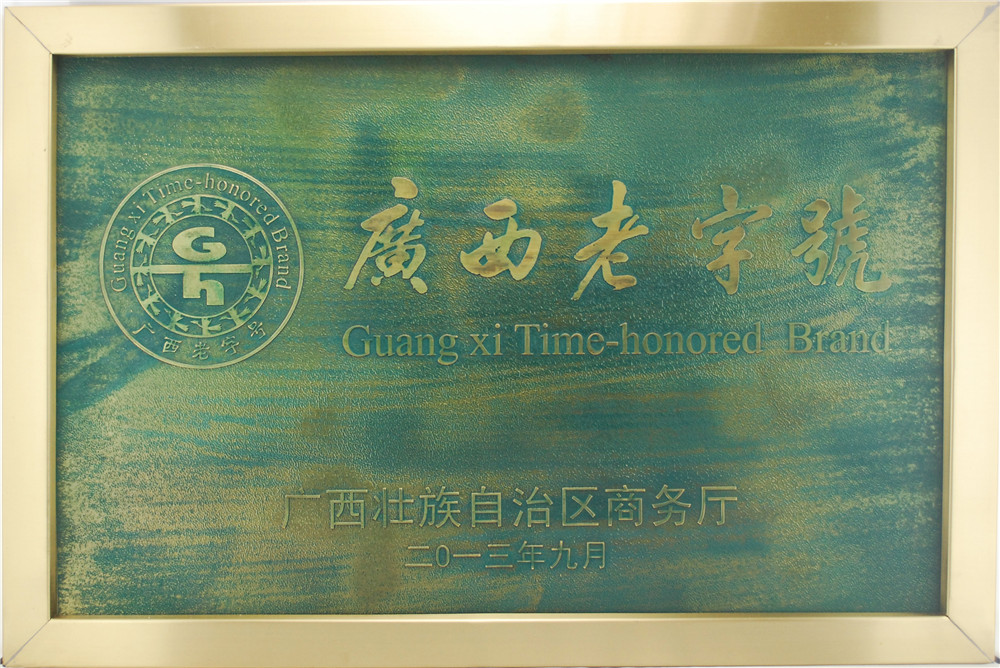 Guang xi Time-honored Brand
Gh
广西老字号
廣西老字號
Guang xi Time-honored Brand
广西壮族自治区商务厅
二0一三年九月